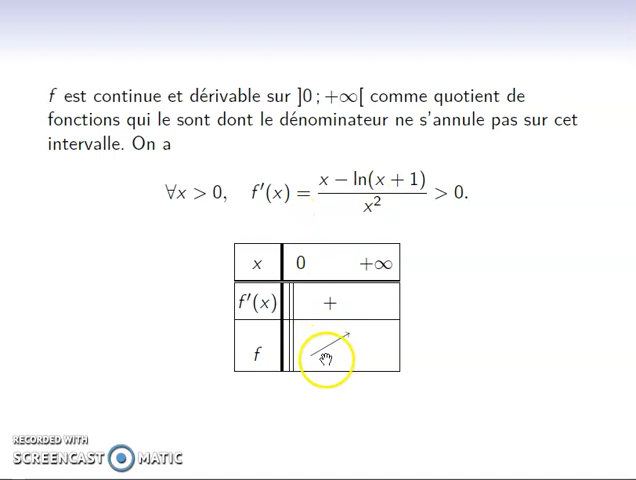 f est continue et dérivable sur ]0 ; +∞[ comme quotient de
fonctions qui le sont dont le dénominateur ne s'annule pas sur cet
intervalle. On a
∀x > 0, f′(x) = (x − ln(x + 1)) / x² > 0.
x 0 +∞
f′(x) +
f
RECORDED WITH
SCREENCAST MATIC